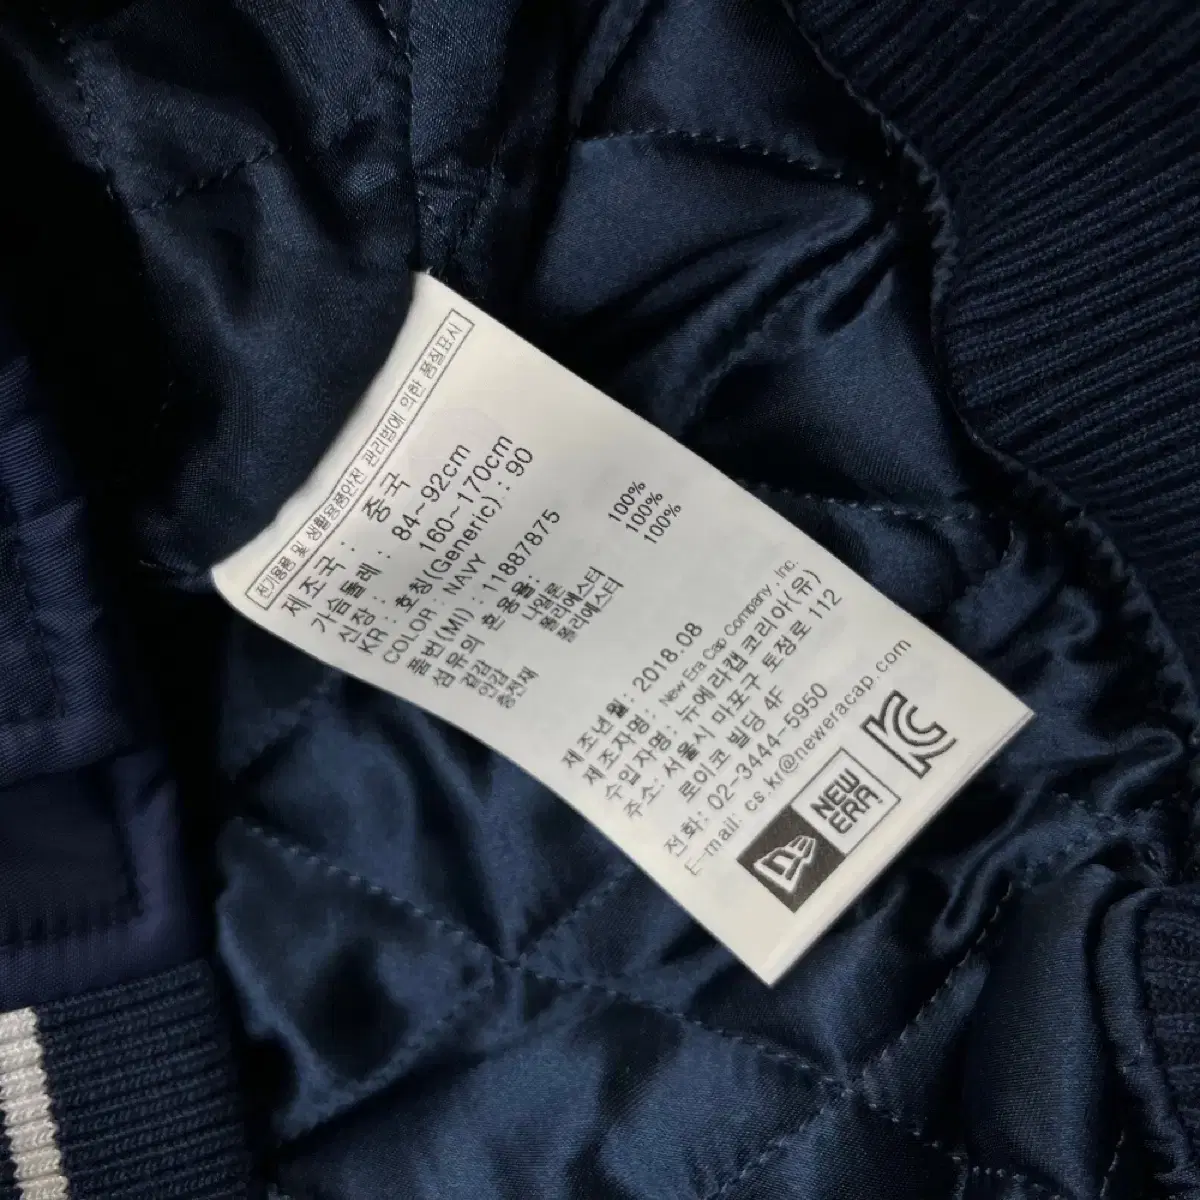 전기용품 및 생활용품안전 관리법에 의한 품질표시
제조국: 중국
가슴둘레: 84~92cm
신장: 160~170cm
KR: 호칭(Generic): 90
COLOR: NAVY
품번(MI): 11887875
섬유의 혼용율:
겉감 나일론 100%
안감 폴리에스터 100%
충전재 폴리에스터 100%
제조년월: 2018.08
제조자명: New Era Cap Company, Inc.
수입자명: 뉴에라캡코리아(유)
주소: 서울시 마포구 토정로 112
로이코 빌딩 4F
전화: 02-3444-5950
E-mail: cs.kr@neweracap.com
NEW
ERA